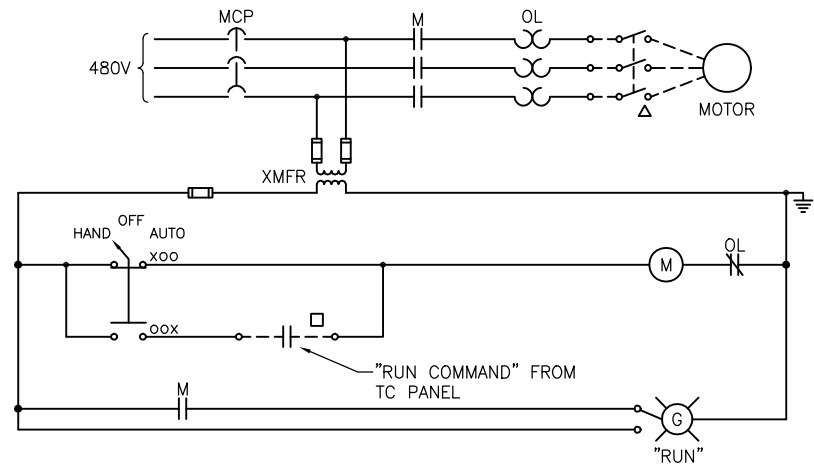 MCP
M
OL
480V
MOTOR
XMFR
OFF
HAND
AUTO
XOO
M
OL
OOX
"RUN COMMAND" FROM
TC PANEL
M
G
"RUN"